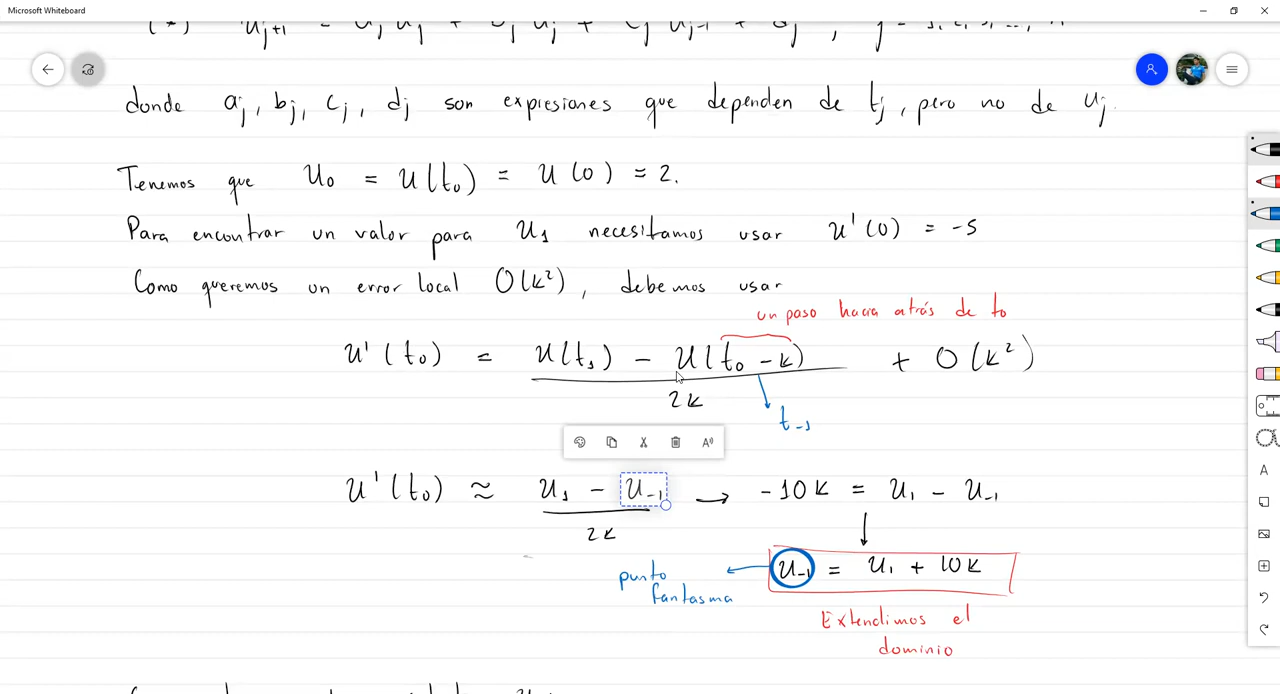 Microsoft Whiteboard
donde aj, bj, cj, dj son expresiones que dependen de tj, pero no de uj.
Tenemos que u0 = u(t0) = u(0) = 2.
Para encontrar un valor para u1 necesitamos usar u'(0) = -5
Como queremos un error local O(k²), debemos usar
un paso hacia atrás de to
u'(t0) = u(t1) - u(t0 - k) + O(k²)
2k
t-1
u'(t0) ≈ u1 - u-1 → -10k = u1 - u-1
2k
u-1 = u1 + 10k
punto
fantasma
Extendimos el
dominio